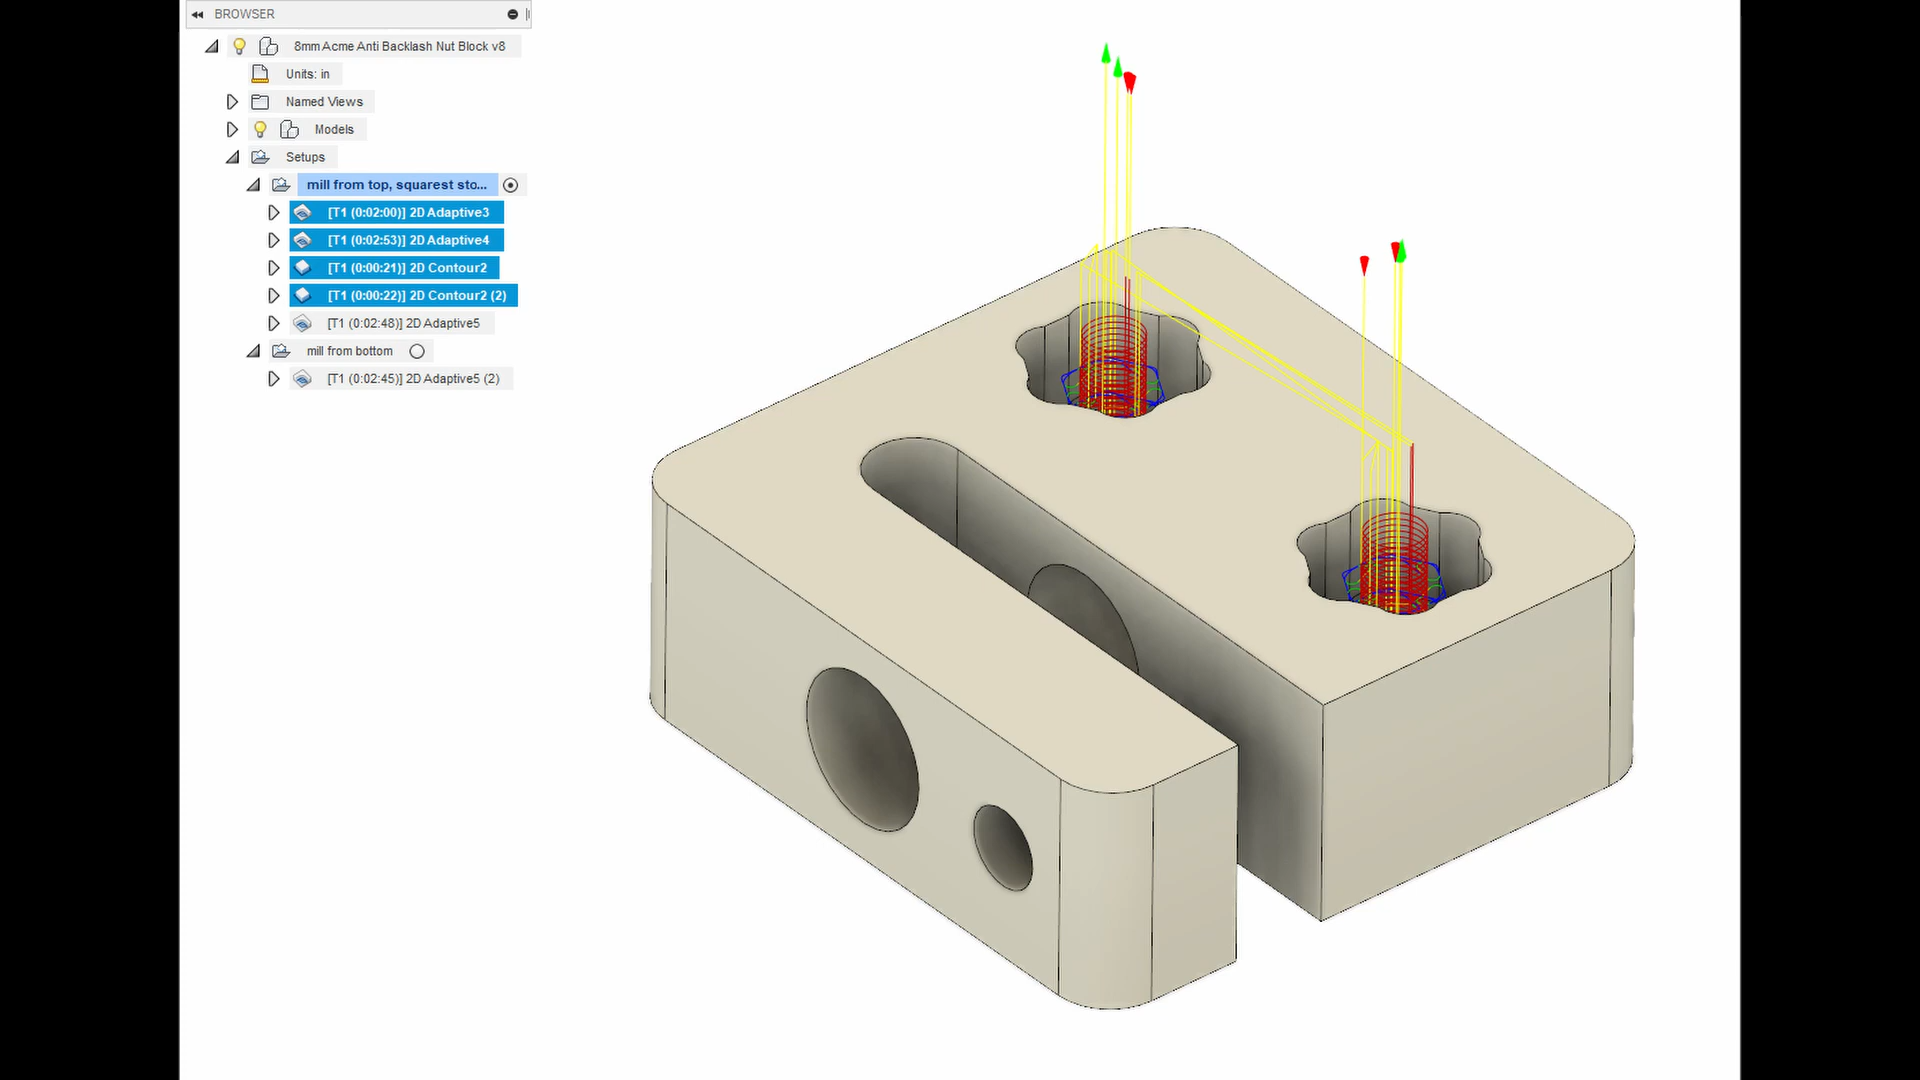 BROWSER
8mm Acme Anti Backlash Nut Block v8
Units: in
Named Views
Models
Setups
mill from top, squarest sto...
[T1 (0:02:00)] 2D Adaptive3
[T1 (0:02:53)] 2D Adaptive4
[T1 (0:00:21)] 2D Contour2
[T1 (0:00:22)] 2D Contour2 (2)
[T1 (0:02:48)] 2D Adaptive5
mill from bottom
[T1 (0:02:45)] 2D Adaptive5 (2)